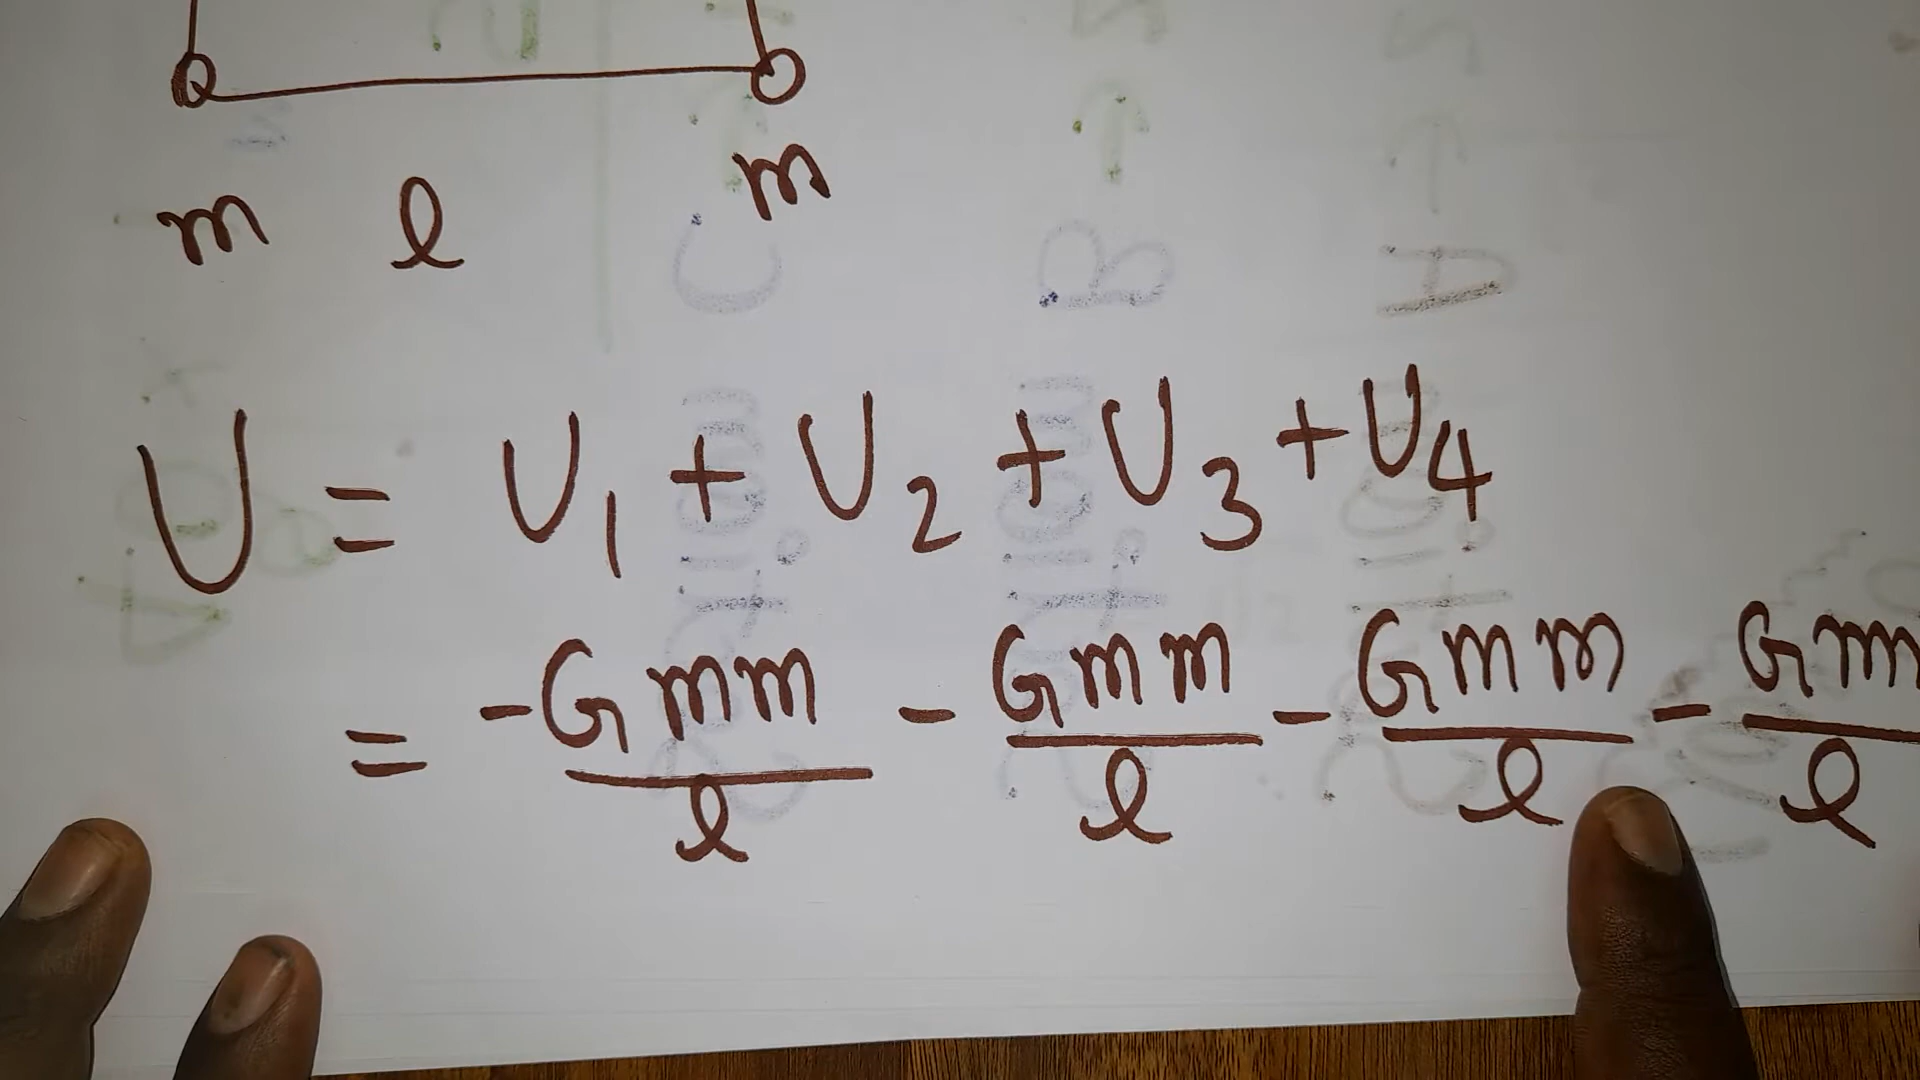 m l m
U = U₁ + U₂ + U₃ + U₄
= -Gmm/l - Gmm/l - Gmm/l - Gm/l